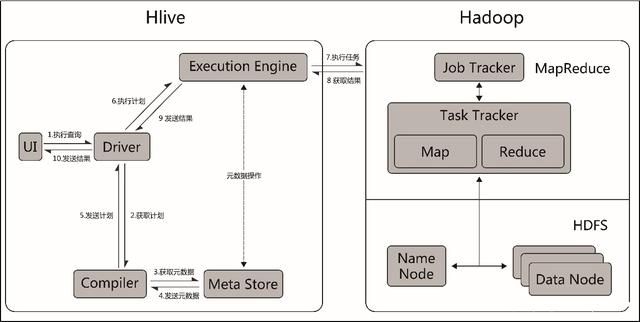 Hlive
Hadoop
Execution Engine
7.执行任务
8 获取结果
Job Tracker
MapReduce
6.执行计划
9 发送结果
Task Tracker
Map
Reduce
UI
1.执行查询
10.发送结果
Driver
元数据操作
5.发送计划
2.获取计划
HDFS
Name
Node
Data Node
Compiler
3.获取元数据
4.发送元数据
Meta Store